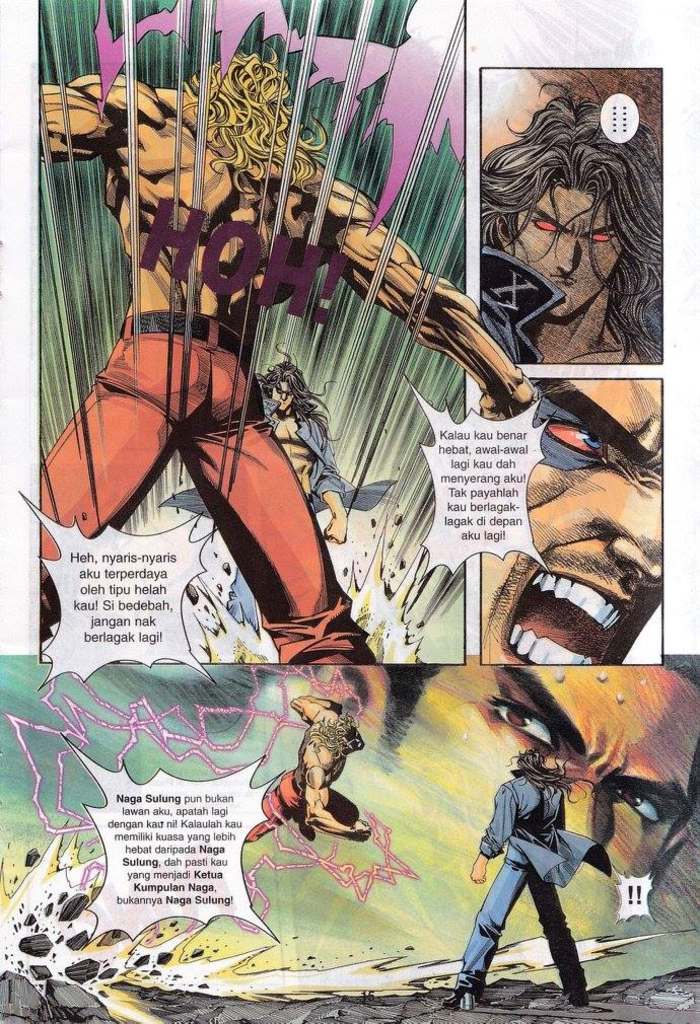 HOH!
Heh, nyaris-nyaris
aku terperdaya
oleh tipu helah
kau! Si bedebah,
jangan nak
berlagak lagi!
Kalau kau benar
hebat, awal-awal
lagi kau dah
menyerang aku!
Tak payahlah
kau berlagak-
lagak di depan
aku lagi!
Naga Sulung pun bukan
lawan aku, apatah lagi
dengan kau ni! Kalaulah kau
memiliki kuasa yang lebih
hebat daripada Naga
Sulung, dah pasti kau
yang menjadi Ketua
Kumpulan Naga,
bukannya Naga Sulung!
!!
15